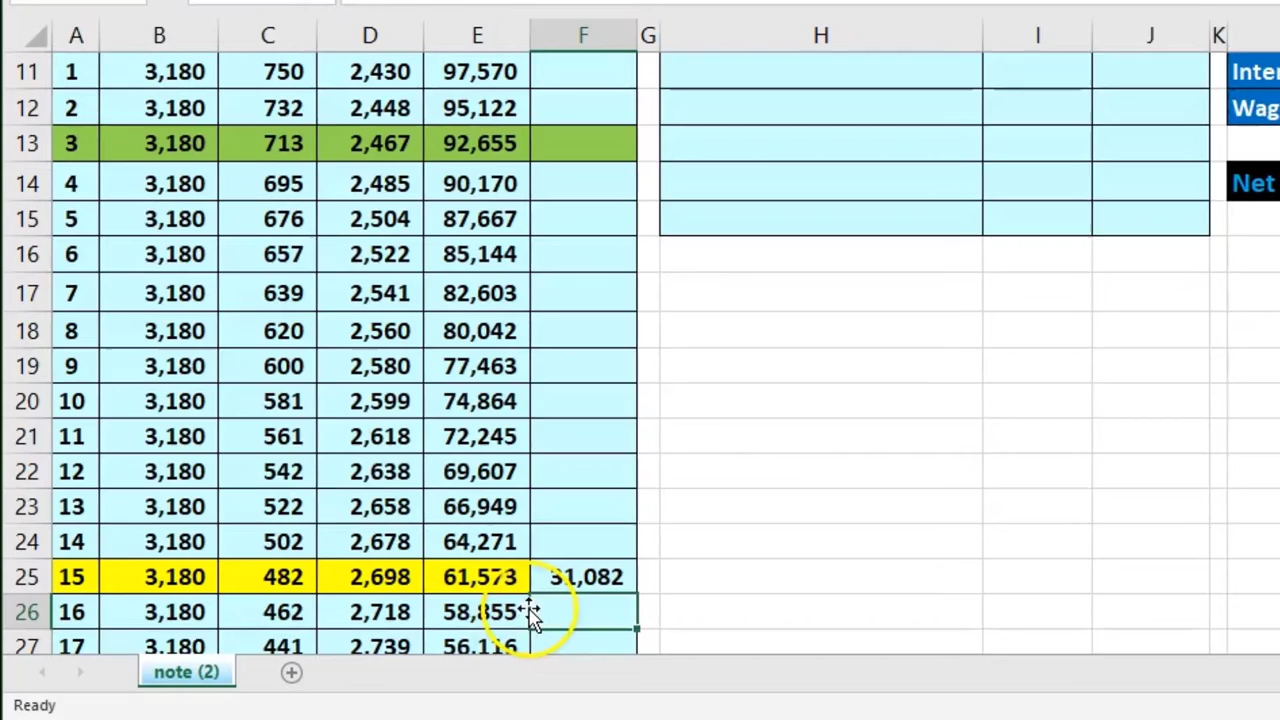 A B C D E F G H I J K
11 1 3,180 750 2,430 97,570 Inter
12 2 3,180 732 2,448 95,122 Wag
13 3 3,180 713 2,467 92,655
14 4 3,180 695 2,485 90,170 Net
15 5 3,180 676 2,504 87,667
16 6 3,180 657 2,522 85,144
17 7 3,180 639 2,541 82,603
18 8 3,180 620 2,560 80,042
19 9 3,180 600 2,580 77,463
20 10 3,180 581 2,599 74,864
21 11 3,180 561 2,618 72,245
22 12 3,180 542 2,638 69,607
23 13 3,180 522 2,658 66,949
24 14 3,180 502 2,678 64,271
25 15 3,180 482 2,698 61,573 31,082
26 16 3,180 462 2,718 58,855
27 17 3,180 441 2,739 56,116
note (2)
Ready